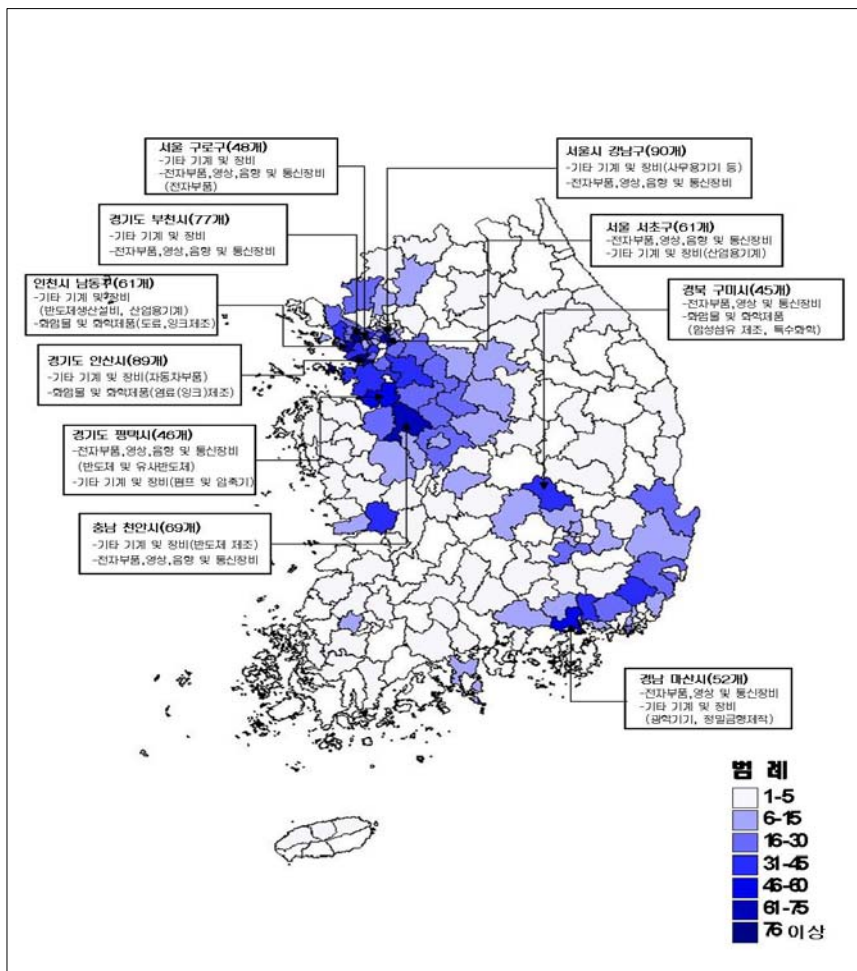 서울 구로구(48개)
-기타 기계 및 장비
-전자부품,영상,음향 및 통신장비
(전자부품)
서울시 강남구(90개)
-기타 기계 및 장비(사무용기기 등)
-전자부품,영상,음향 및 통신장비
경기도 부천시(77개)
-기타 기계 및 장비
-전자부품,영상,음향 및 통신장비
서울 서초구(61개)
-전자부품,영상,음향 및 통신장비
-기타 기계 및 장비(산업용기계)
인천시 남동구(61개)
-기타 기계 및 장비
(반도체생산설비, 산업용기계)
-화합물 및 화학제품(도료,잉크제조)
경북 구미시(45개)
-전자부품,영상 및 통신장비
-화합물 및 화학제품
(합성섬유 제조, 특수화학)
경기도 안산시(89개)
-기타 기계 및 장비(자동차부품)
-화합물 및 화학제품(염료(잉크)제조)
경기도 평택시(46개)
-전자부품,영상,음향 및 통신장비
(반도체 및 유사반도체)
-기타 기계 및 장비(펌프 및 압축기)
충남 천안시(69개)
-기타 기계 및 장비(반도체 제조)
-전자부품,영상,음향 및 통신장비
경남 마산시(52개)
-전자부품,영상 및 통신장비
-기타 기계 및 장비
(광학기기, 정밀금형제작)
범 례
1-5
6-15
16-30
31-45
46-60
61-75
76 이상